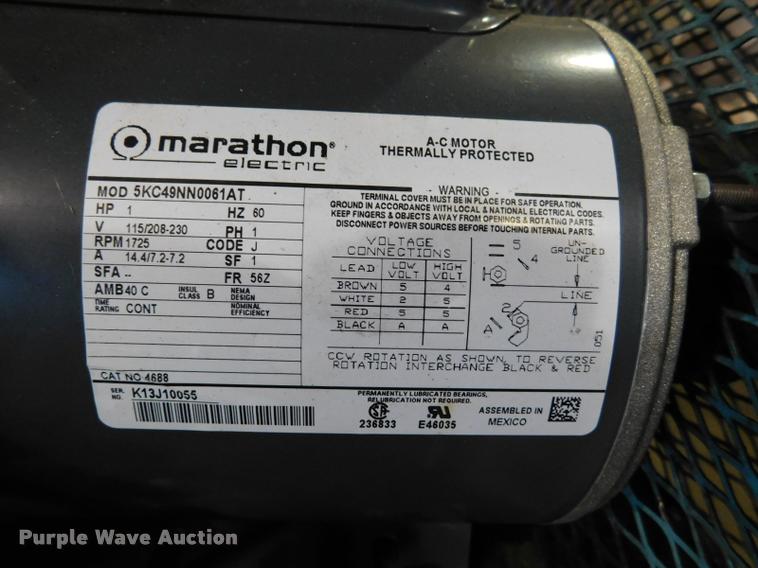 marathon®
electric
A-C MOTOR
THERMALLY PROTECTED
MOD 5KC49NN0061AT
HP 1 HZ 60
V 115/208-230 PH 1
RPM 1725 CODE J
A 14.4/7.2-7.2 SF 1
SFA -- FR 56Z
AMB 40 C INSUL CLASS B NEMA DESIGN
TIME RATING CONT NOMINAL EFFICIENCY
CAT NO 4688
SER. NO. K13J10055
WARNING
TERMINAL COVER MUST BE IN PLACE FOR SAFE OPERATION.
GROUND IN ACCORDANCE WITH LOCAL & NATIONAL ELECTRICAL CODES.
KEEP FINGERS & OBJECTS AWAY FROM OPENINGS & ROTATING PARTS.
DISCONNECT POWER SOURCES BEFORE TOUCHING INTERNAL PARTS.
VOLTAGE
CONNECTIONS
LEAD LOW VOLT HIGH VOLT
BROWN 5 4
WHITE 2 5
RED 5 5
BLACK A A
5
4
2
A
UN-
GROUNDED
LINE
LINE
051
CCW ROTATION AS SHOWN, TO REVERSE
ROTATION INTERCHANGE BLACK & RED
PERMANENTLY LUBRICATED BEARINGS,
RELUBRICATION NOT REQUIRED.
236833 E46035
ASSEMBLED IN
MEXICO
Purple Wave Auction